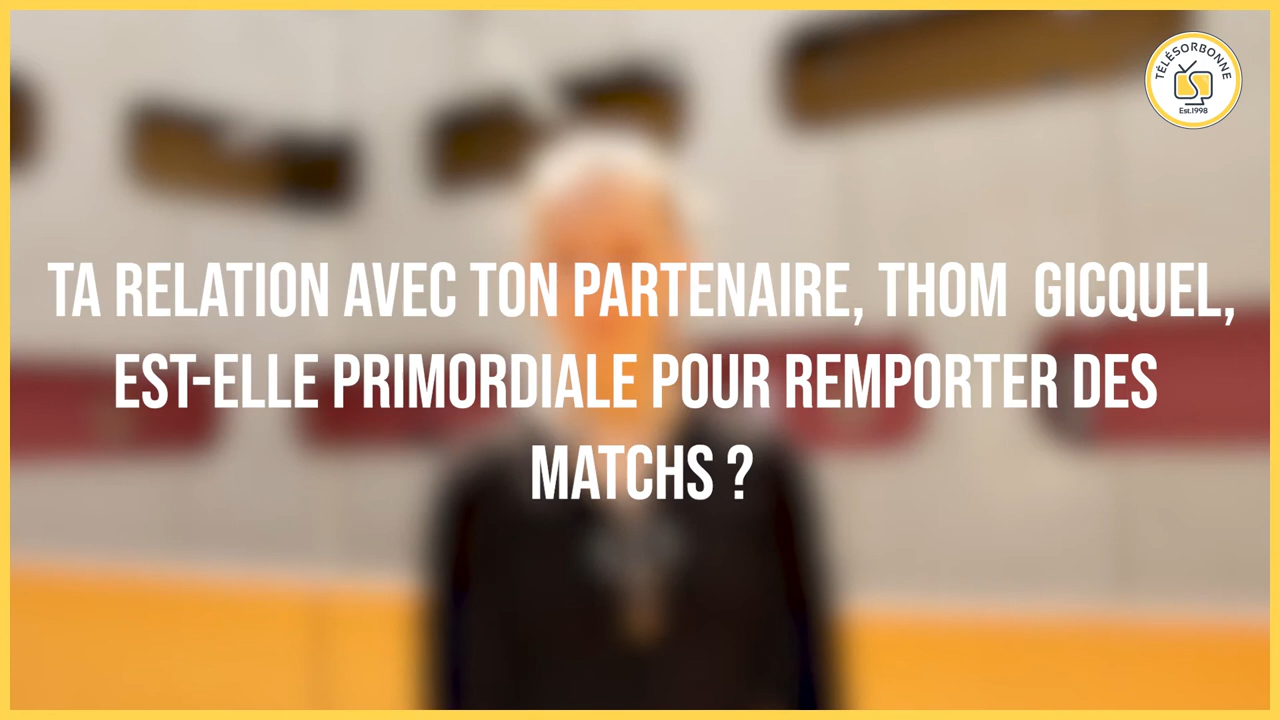 TÉLÉSORBONNE
Est.1998
TA RELATION AVEC TON PARTENAIRE, THOM  GICQUEL,
EST-ELLE PRIMORDIALE POUR REMPORTER DES
MATCHS ?